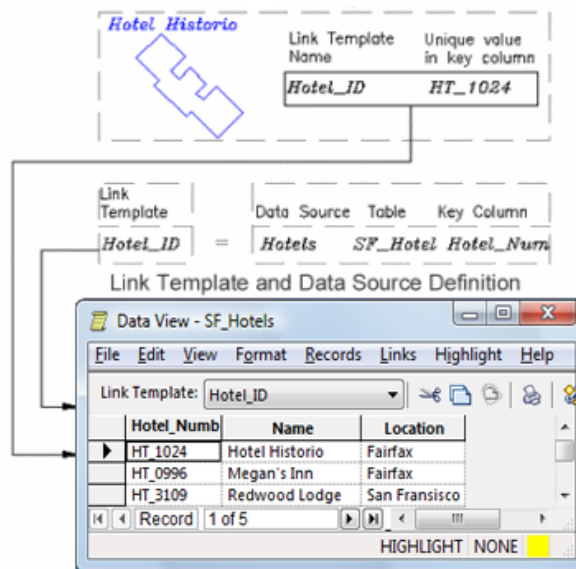 Hotel Historio
Link Template Name
Unique value in key column
Hotel_ID HT_1024
Link Template
Data Source Table Key Column
Hotel_ID = Hotels SF_Hotel Hotel_Num
Link Template and Data Source Definition
Data View - SF_Hotels
File Edit View Format Records Links Highlight Help
Link Template: Hotel_ID
Hotel_Numb Name Location
HT_1024 Hotel Historio Fairfax
HT_0996 Megan's Inn Fairfax
HT_3109 Redwood Lodge San Fransisco
Record 1 of 5
HIGHLIGHT NONE